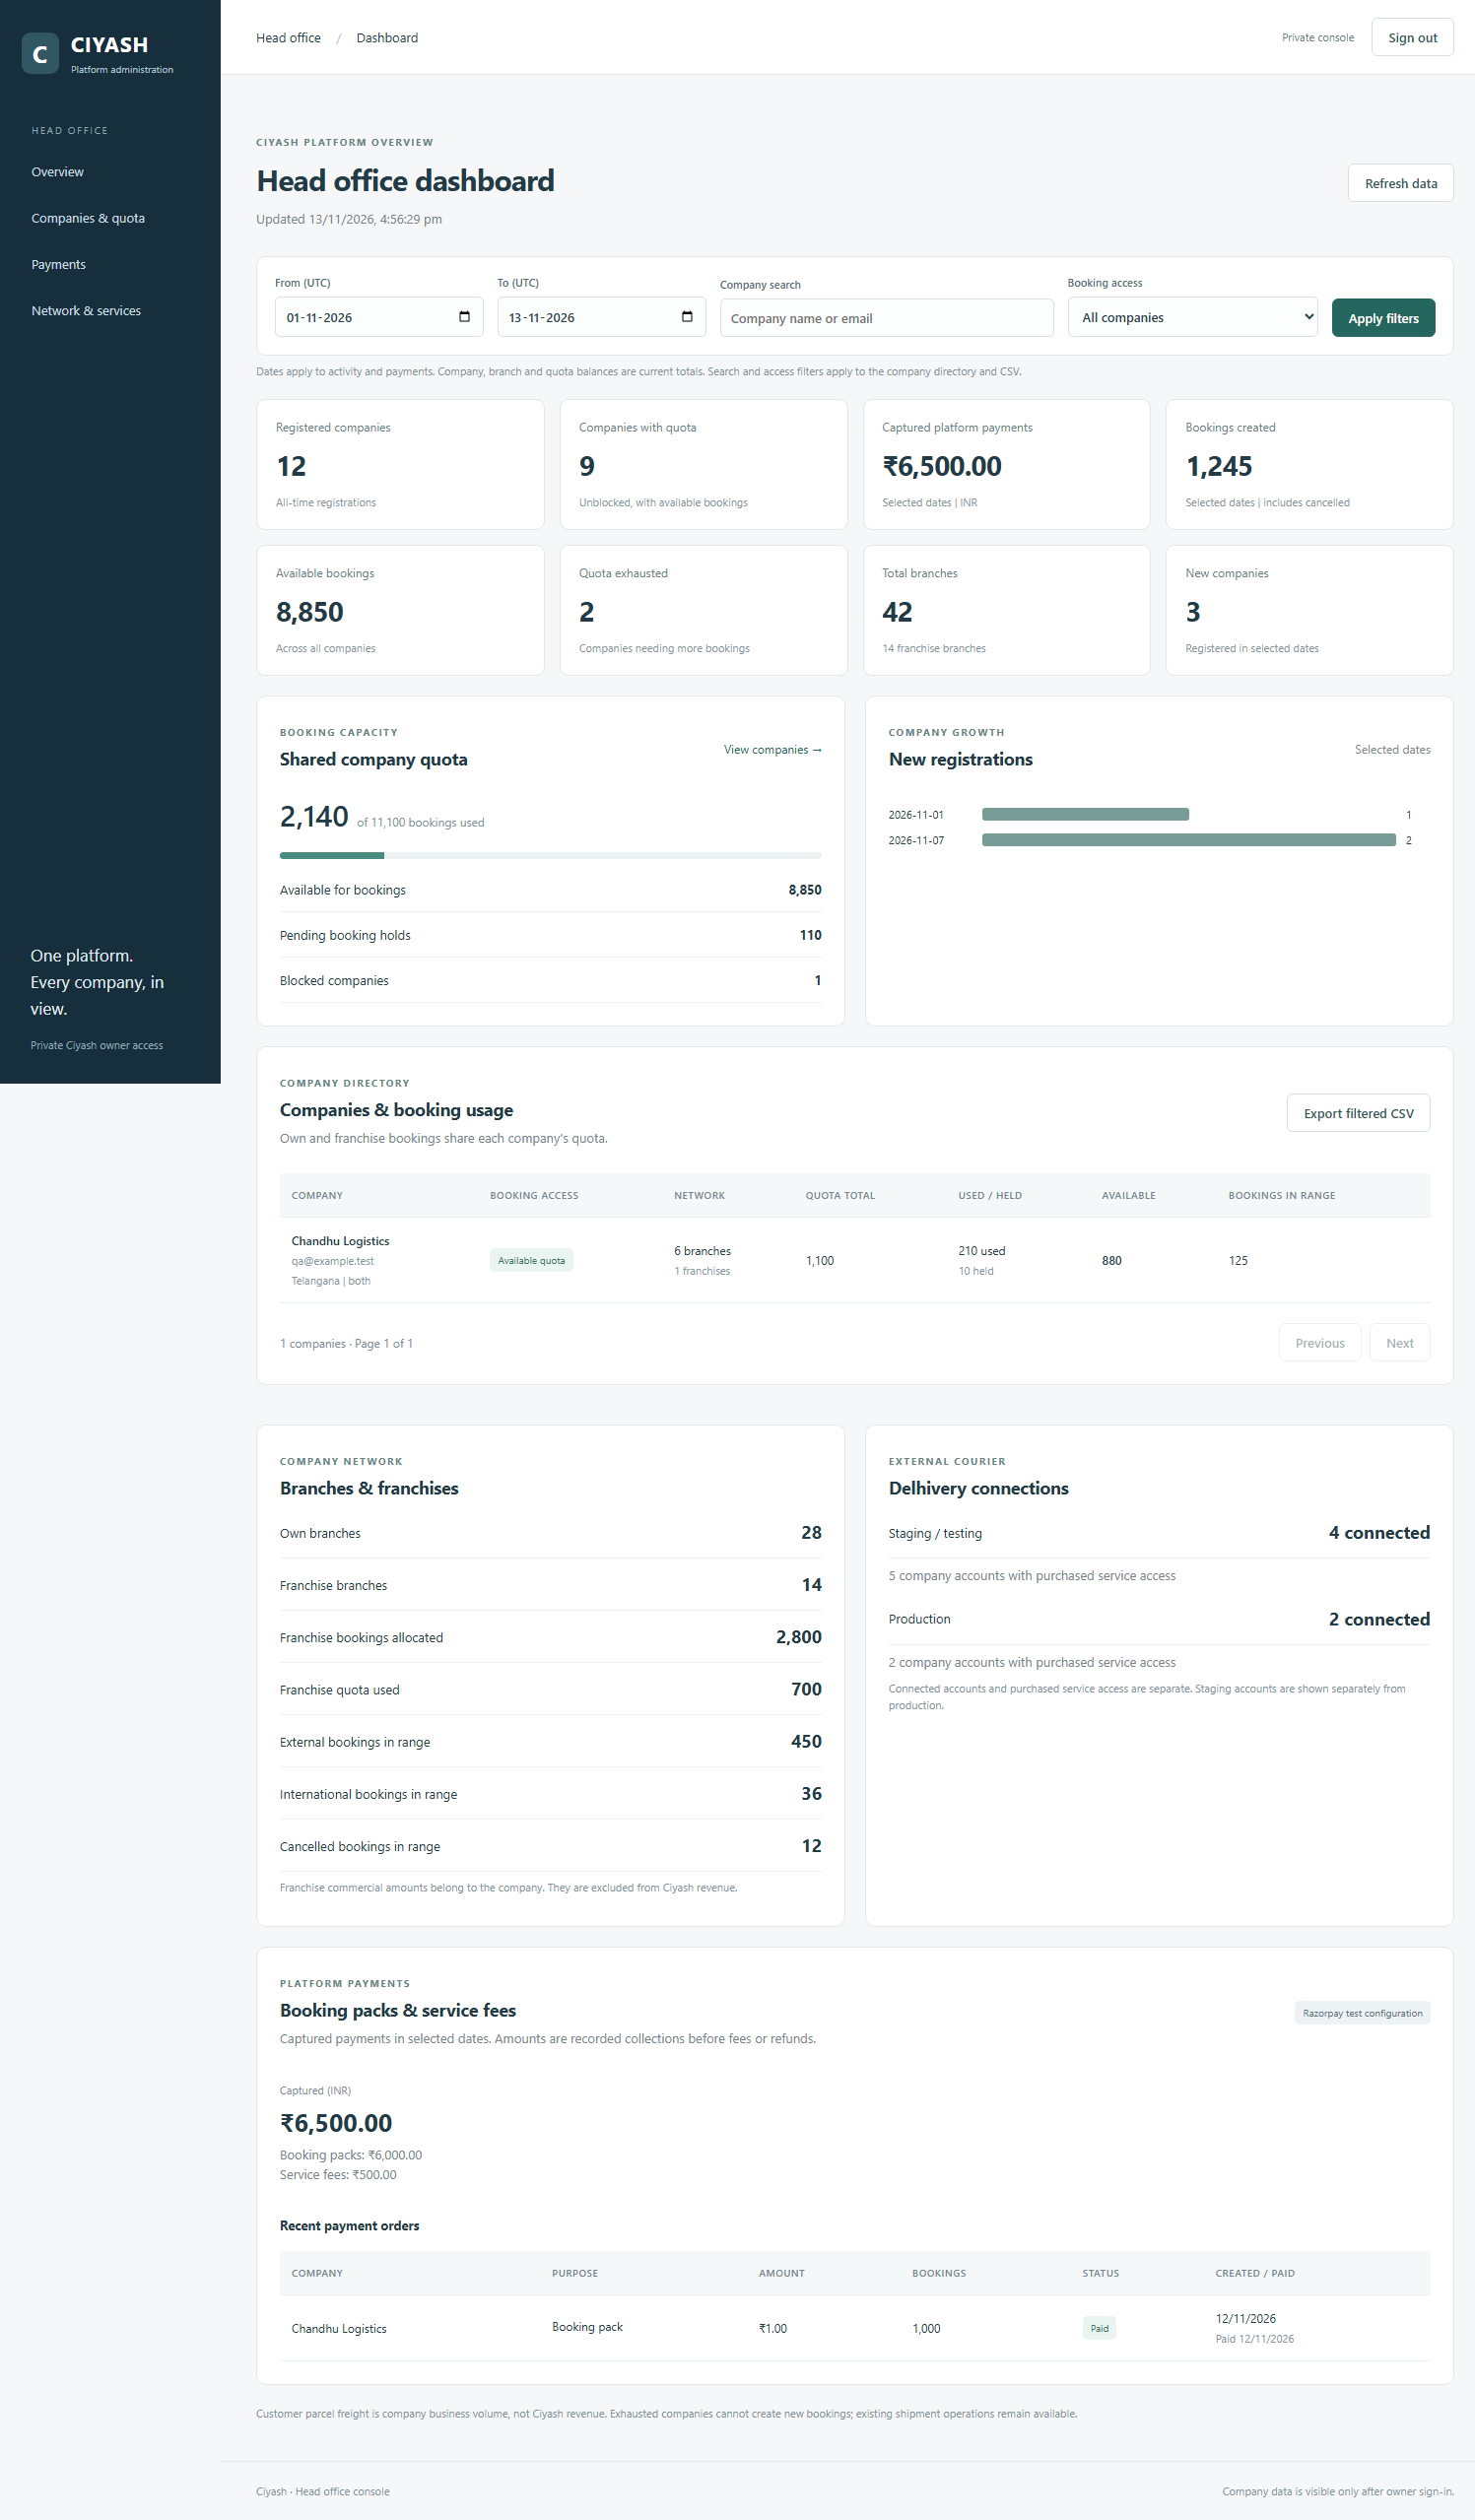 C
CIYASH
Platform administration
HEAD OFFICE
Overview
Companies & quota
Payments
Network & services
One platform.
Every company, in
view.
Private Ciyash owner access
Head office / Dashboard
Private console
Sign out
CIYASH PLATFORM OVERVIEW
Head office dashboard
Updated 13/11/2026, 4:56:29 pm
Refresh data
From (UTC)
01-11-2026
To (UTC)
13-11-2026
Company search
Company name or email
Booking access
All companies
Apply filters
Dates apply to activity and payments. Company, branch and quota balances are current totals. Search and access filters apply to the company directory and CSV.
Registered companies
12
All-time registrations
Companies with quota
9
Unblocked, with available bookings
Captured platform payments
₹6,500.00
Selected dates | INR
Bookings created
1,245
Selected dates | includes cancelled
Available bookings
8,850
Across all companies
Quota exhausted
2
Companies needing more bookings
Total branches
42
14 franchise branches
New companies
3
Registered in selected dates
BOOKING CAPACITY
Shared company quota
View companies →
2,140 of 11,100 bookings used
Available for bookings 8,850
Pending booking holds 110
Blocked companies 1
COMPANY GROWTH
New registrations
Selected dates
2026-11-01 1
2026-11-07 2
COMPANY DIRECTORY
Companies & booking usage
Own and franchise bookings share each company's quota.
Export filtered CSV
COMPANY BOOKING ACCESS NETWORK QUOTA TOTAL USED / HELD AVAILABLE BOOKINGS IN RANGE
Chandhu Logistics
qa@example.test
Telangana | both
Available quota
6 branches
1 franchises
1,100
210 used
10 held
880
125
1 companies · Page 1 of 1
Previous
Next
COMPANY NETWORK
Branches & franchises
Own branches 28
Franchise branches 14
Franchise bookings allocated 2,800
Franchise quota used 700
External bookings in range 450
International bookings in range 36
Cancelled bookings in range 12
Franchise commercial amounts belong to the company. They are excluded from Ciyash revenue.
EXTERNAL COURIER
Delhivery connections
Staging / testing 4 connected
5 company accounts with purchased service access
Production 2 connected
2 company accounts with purchased service access
Connected accounts and purchased service access are separate. Staging accounts are shown separately from
production.
PLATFORM PAYMENTS
Booking packs & service fees
Captured payments in selected dates. Amounts are recorded collections before fees or refunds.
Razorpay test configuration
Captured (INR)
₹6,500.00
Booking packs: ₹6,000.00
Service fees: ₹500.00
Recent payment orders
COMPANY PURPOSE AMOUNT BOOKINGS STATUS CREATED / PAID
Chandhu Logistics Booking pack ₹1.00 1,000 Paid 12/11/2026
Paid 12/11/2026
Customer parcel freight is company business volume, not Ciyash revenue. Exhausted companies cannot create new bookings; existing shipment operations remain available.
Ciyash · Head office console
Company data is visible only after owner sign-in.